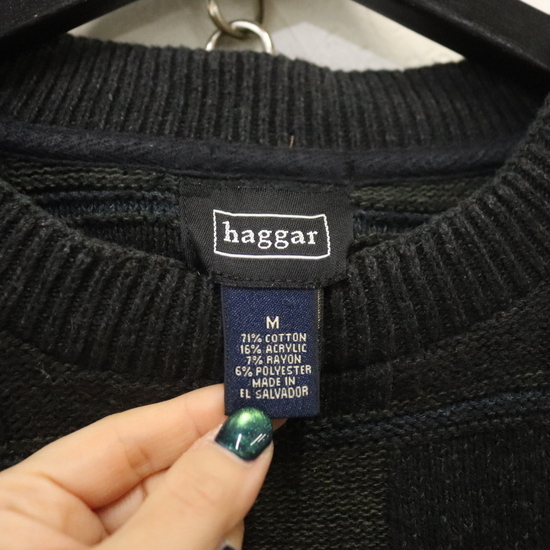 haggar
M
71% COTTON
16% ACRYLIC
7% RAYON
6% POLYESTER
MADE IN
EL SALVADOR